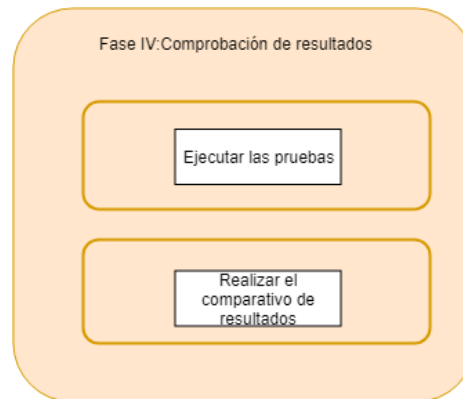 Fase IV:Comprobación de resultados
Ejecutar las pruebas
Realizar el
comparativo de
resultados